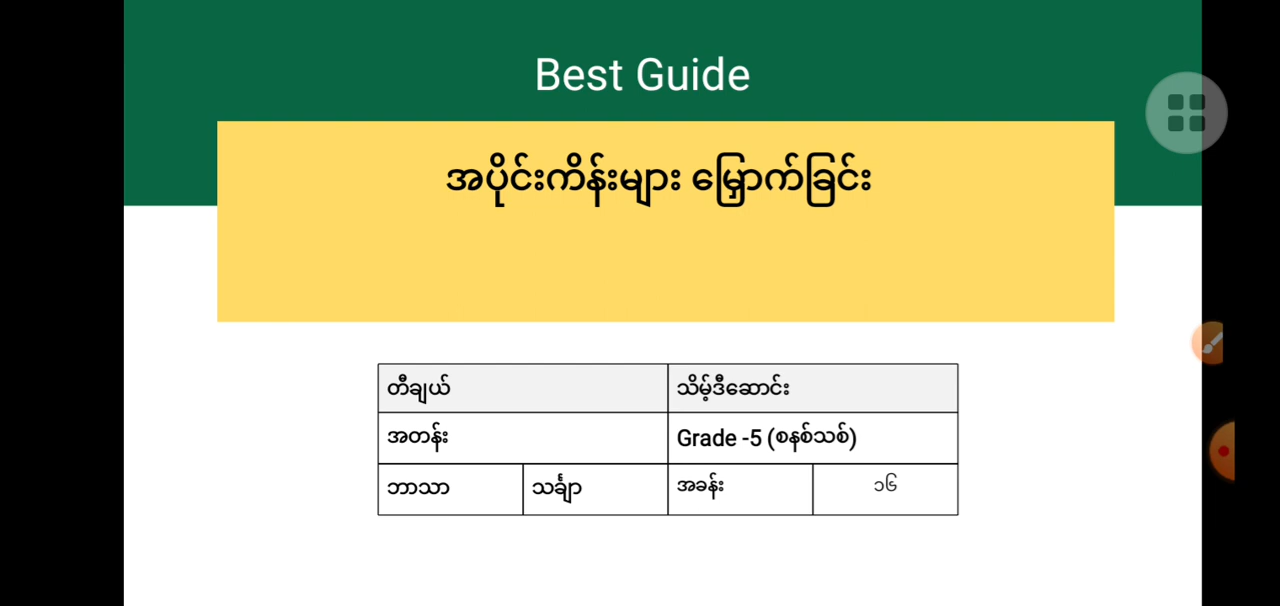 Best Guide
အပိုင်းကိန်းများ မြှောက်ခြင်း
တီချယ် သိမ့်ဒီဆောင်း
အတန်း Grade -5 (စနစ်သစ်)
ဘာသာ သင်္ချာ အခန်း ၁၆